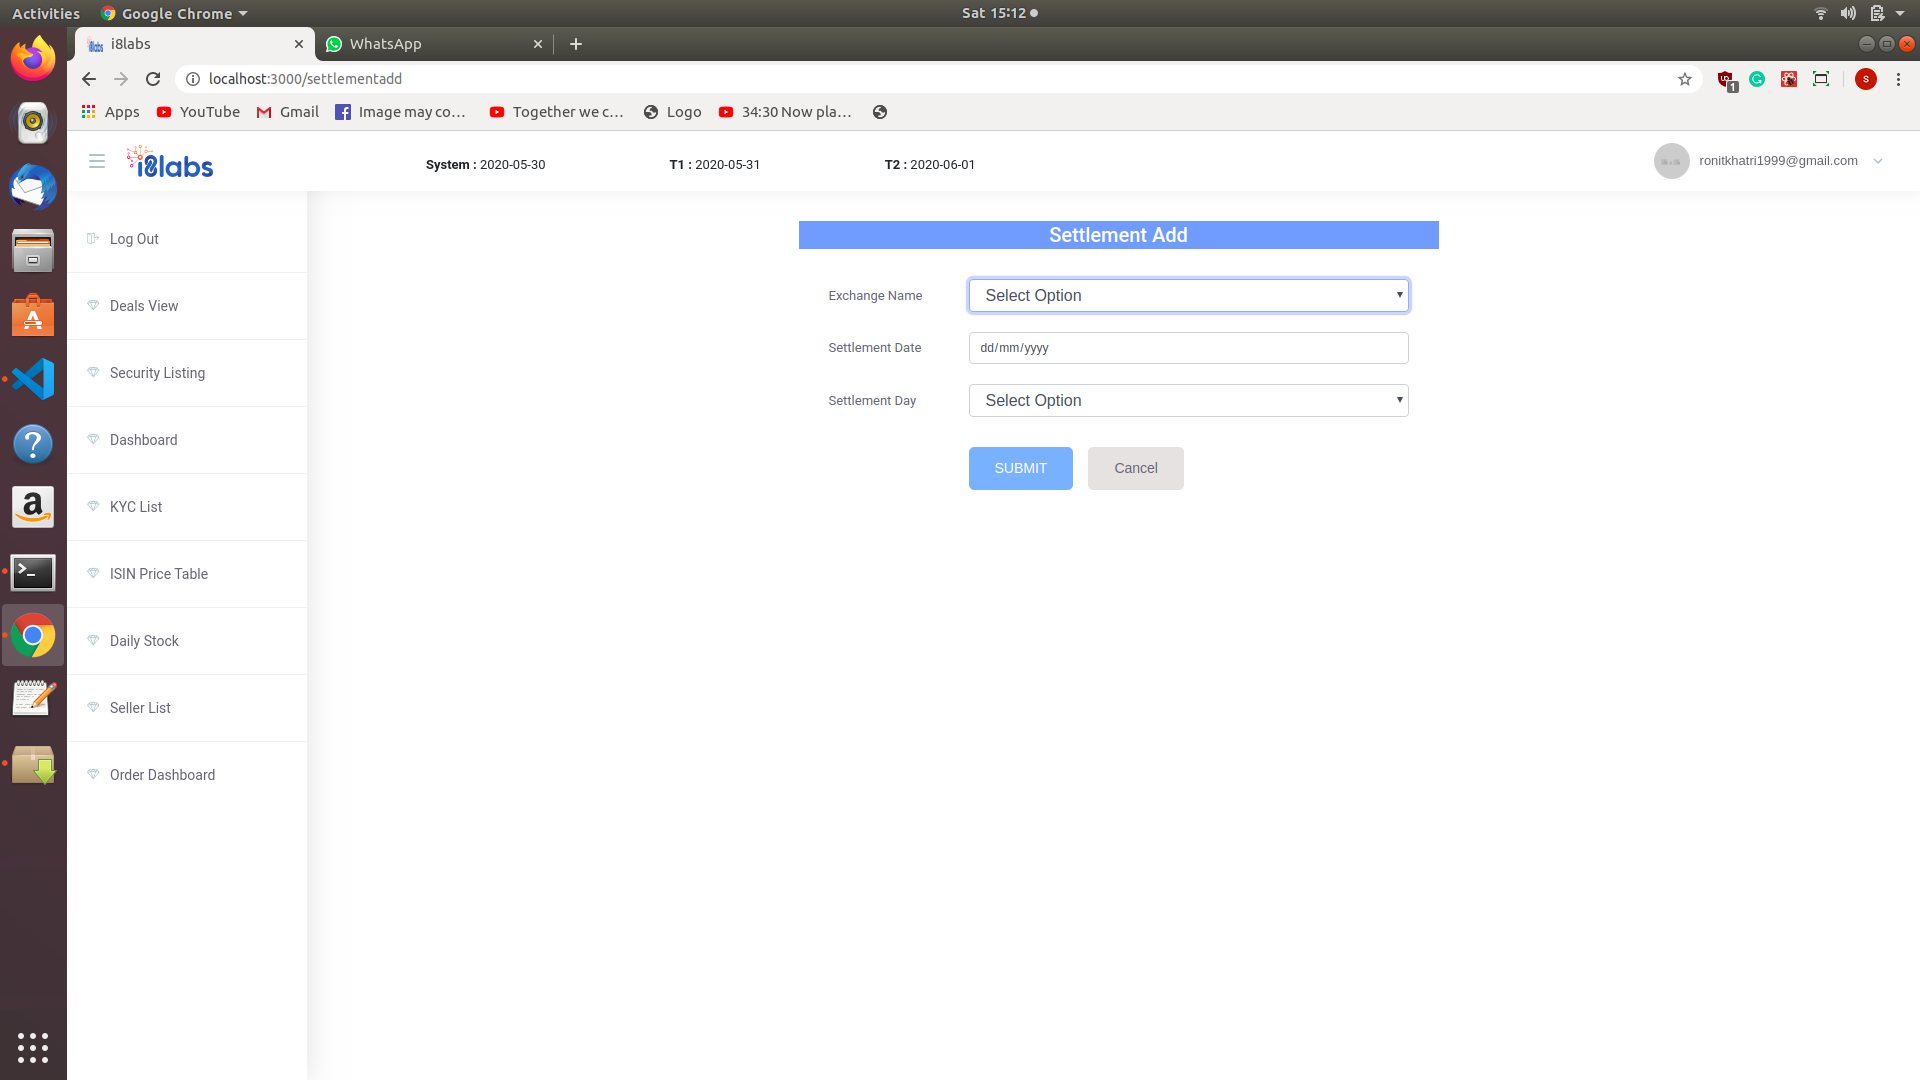 Activities
Google Chrome
Sat 15:12
i8labs
WhatsApp
localhost:3000/settlementadd
1
s
Apps
YouTube
Gmail
Image may co...
Together we c...
Logo
34:30 Now pla...
i8labs
System : 2020-05-30
T1 : 2020-05-31
T2 : 2020-06-01
ronitkhatri1999@gmail.com
Log Out
Deals View
Security Listing
Dashboard
KYC List
ISIN Price Table
Daily Stock
Seller List
Order Dashboard
Settlement Add
Exchange Name
Select Option
Settlement Date
dd/mm/yyyy
Settlement Day
Select Option
SUBMIT
Cancel